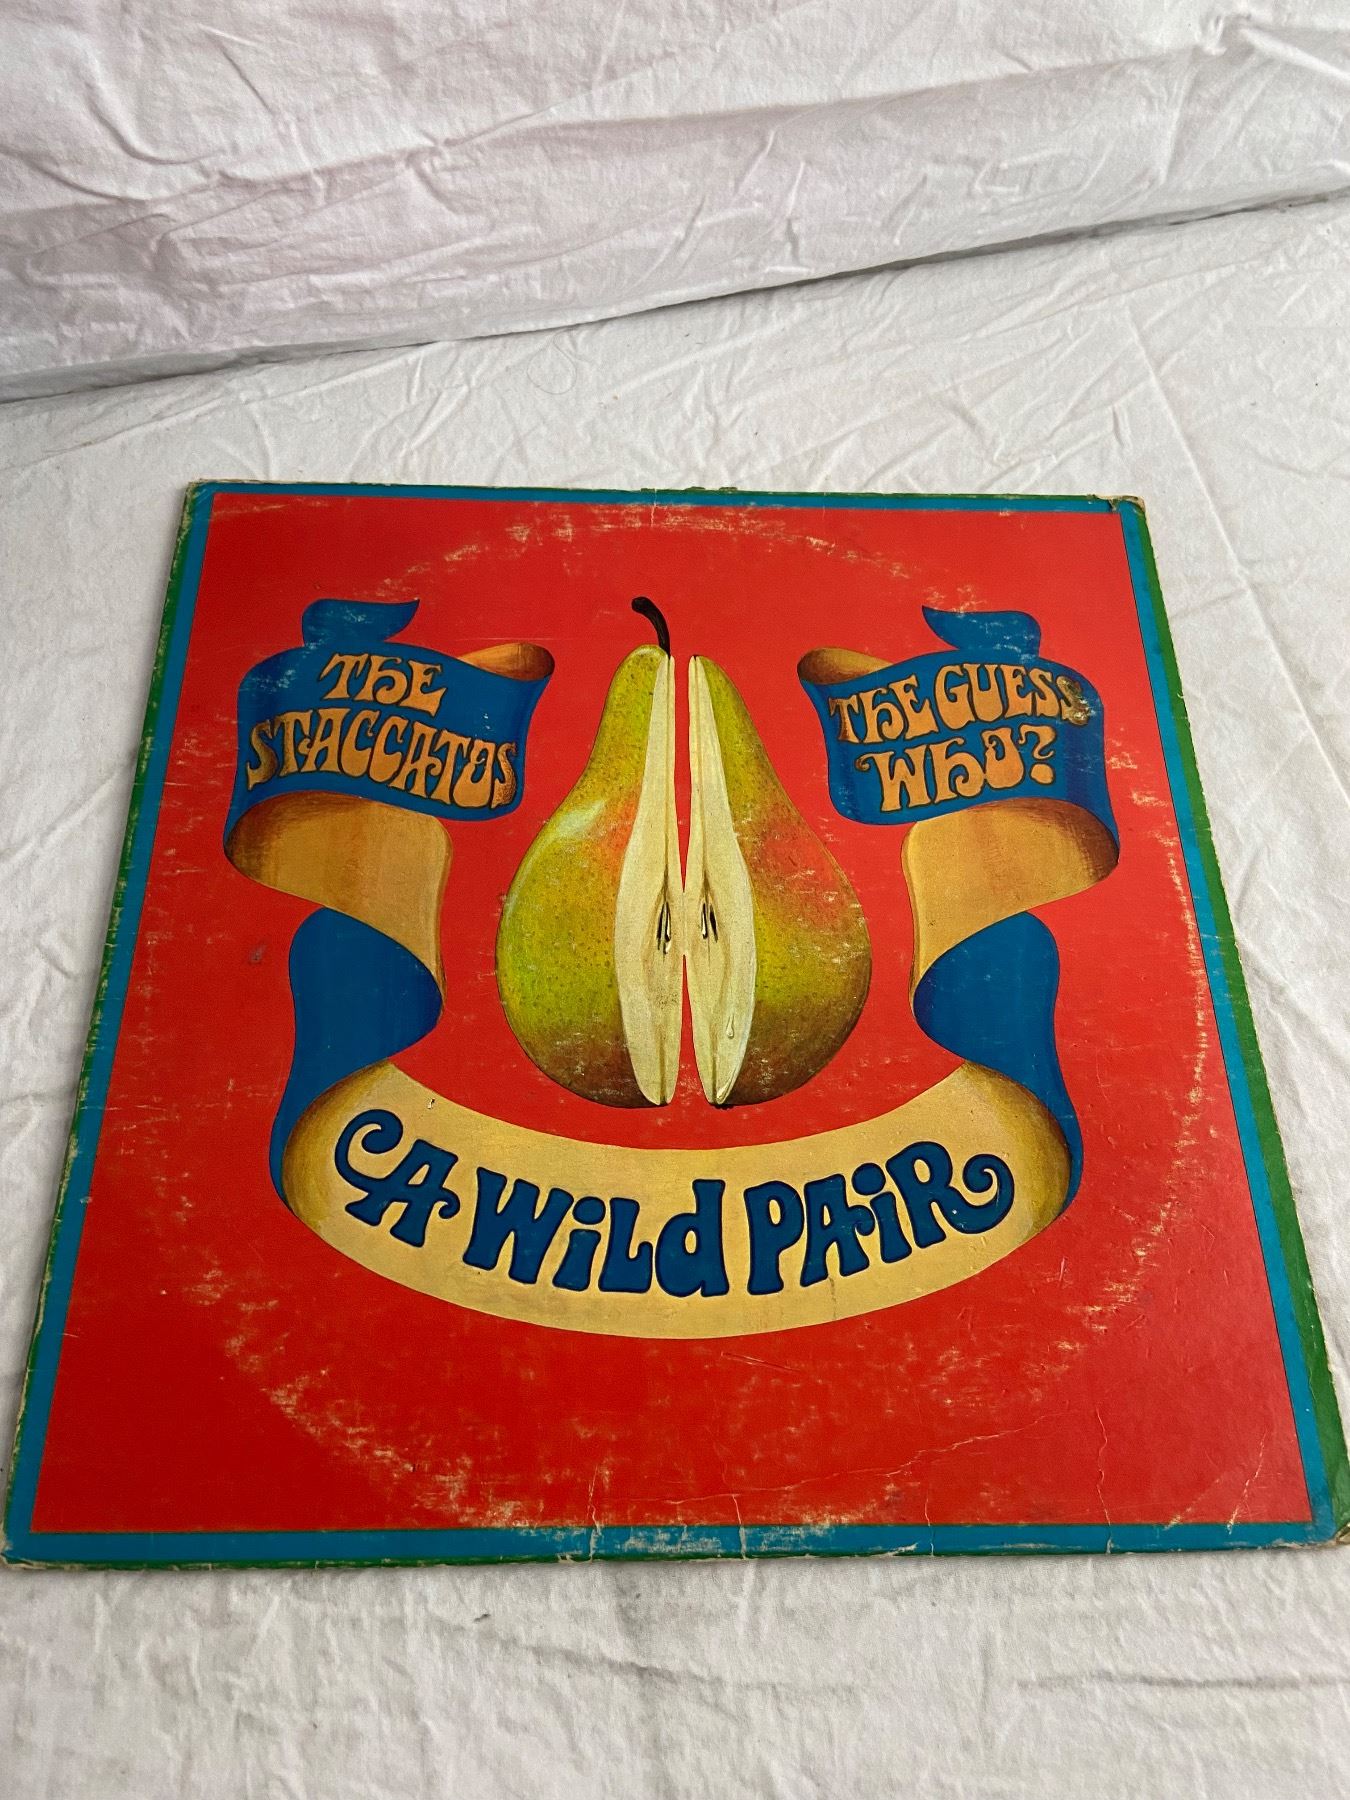 THE
STACCATOS
THE GUESS
WHO?
A WiLd PAiR